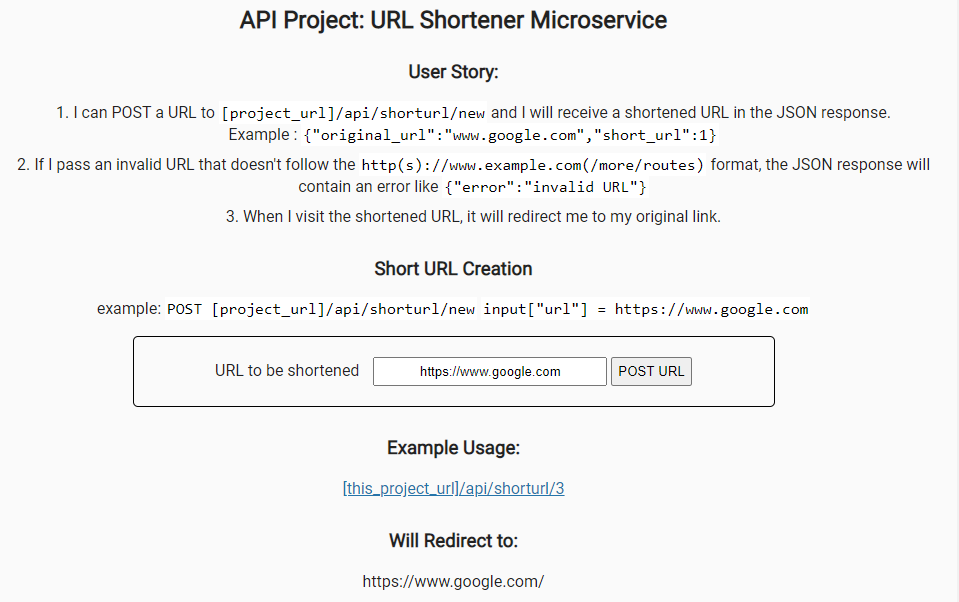 API Project: URL Shortener Microservice
User Story:
1. I can POST a URL to [project_url]/api/shorturl/new and I will receive a shortened URL in the JSON response.
Example : {"original_url":"www.google.com","short_url":1}
2. If I pass an invalid URL that doesn't follow the http(s)://www.example.com(/more/routes) format, the JSON response will
contain an error like {"error":"invalid URL"}
3. When I visit the shortened URL, it will redirect me to my original link.
Short URL Creation
example: POST [project_url]/api/shorturl/new input["url"] = https://www.google.com
URL to be shortened https://www.google.com POST URL
Example Usage:
[this_project_url]/api/shorturl/3
Will Redirect to:
https://www.google.com/